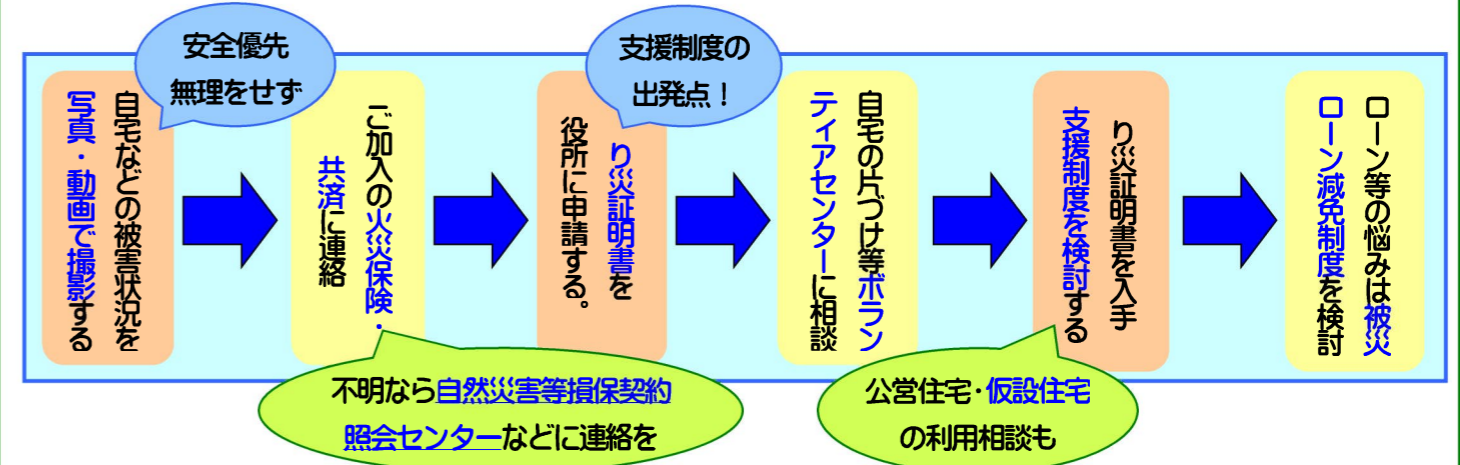 安全優先
無理をせず
自宅などの被害状況を
写真・動画で撮影する
ご加入の火災保険・
共済に連絡
不明なら自然災害等損保契約
照会センターなどに連絡を
支援制度の
出発点！
り災証明書を
役所に申請する。
自宅の片づけ等ボラン
ティアセンターに相談
り災証明書を入手
支援制度を検討する
公営住宅・仮設住宅
の利用相談も
ローン等の悩みは被災
ローン減免制度を検討